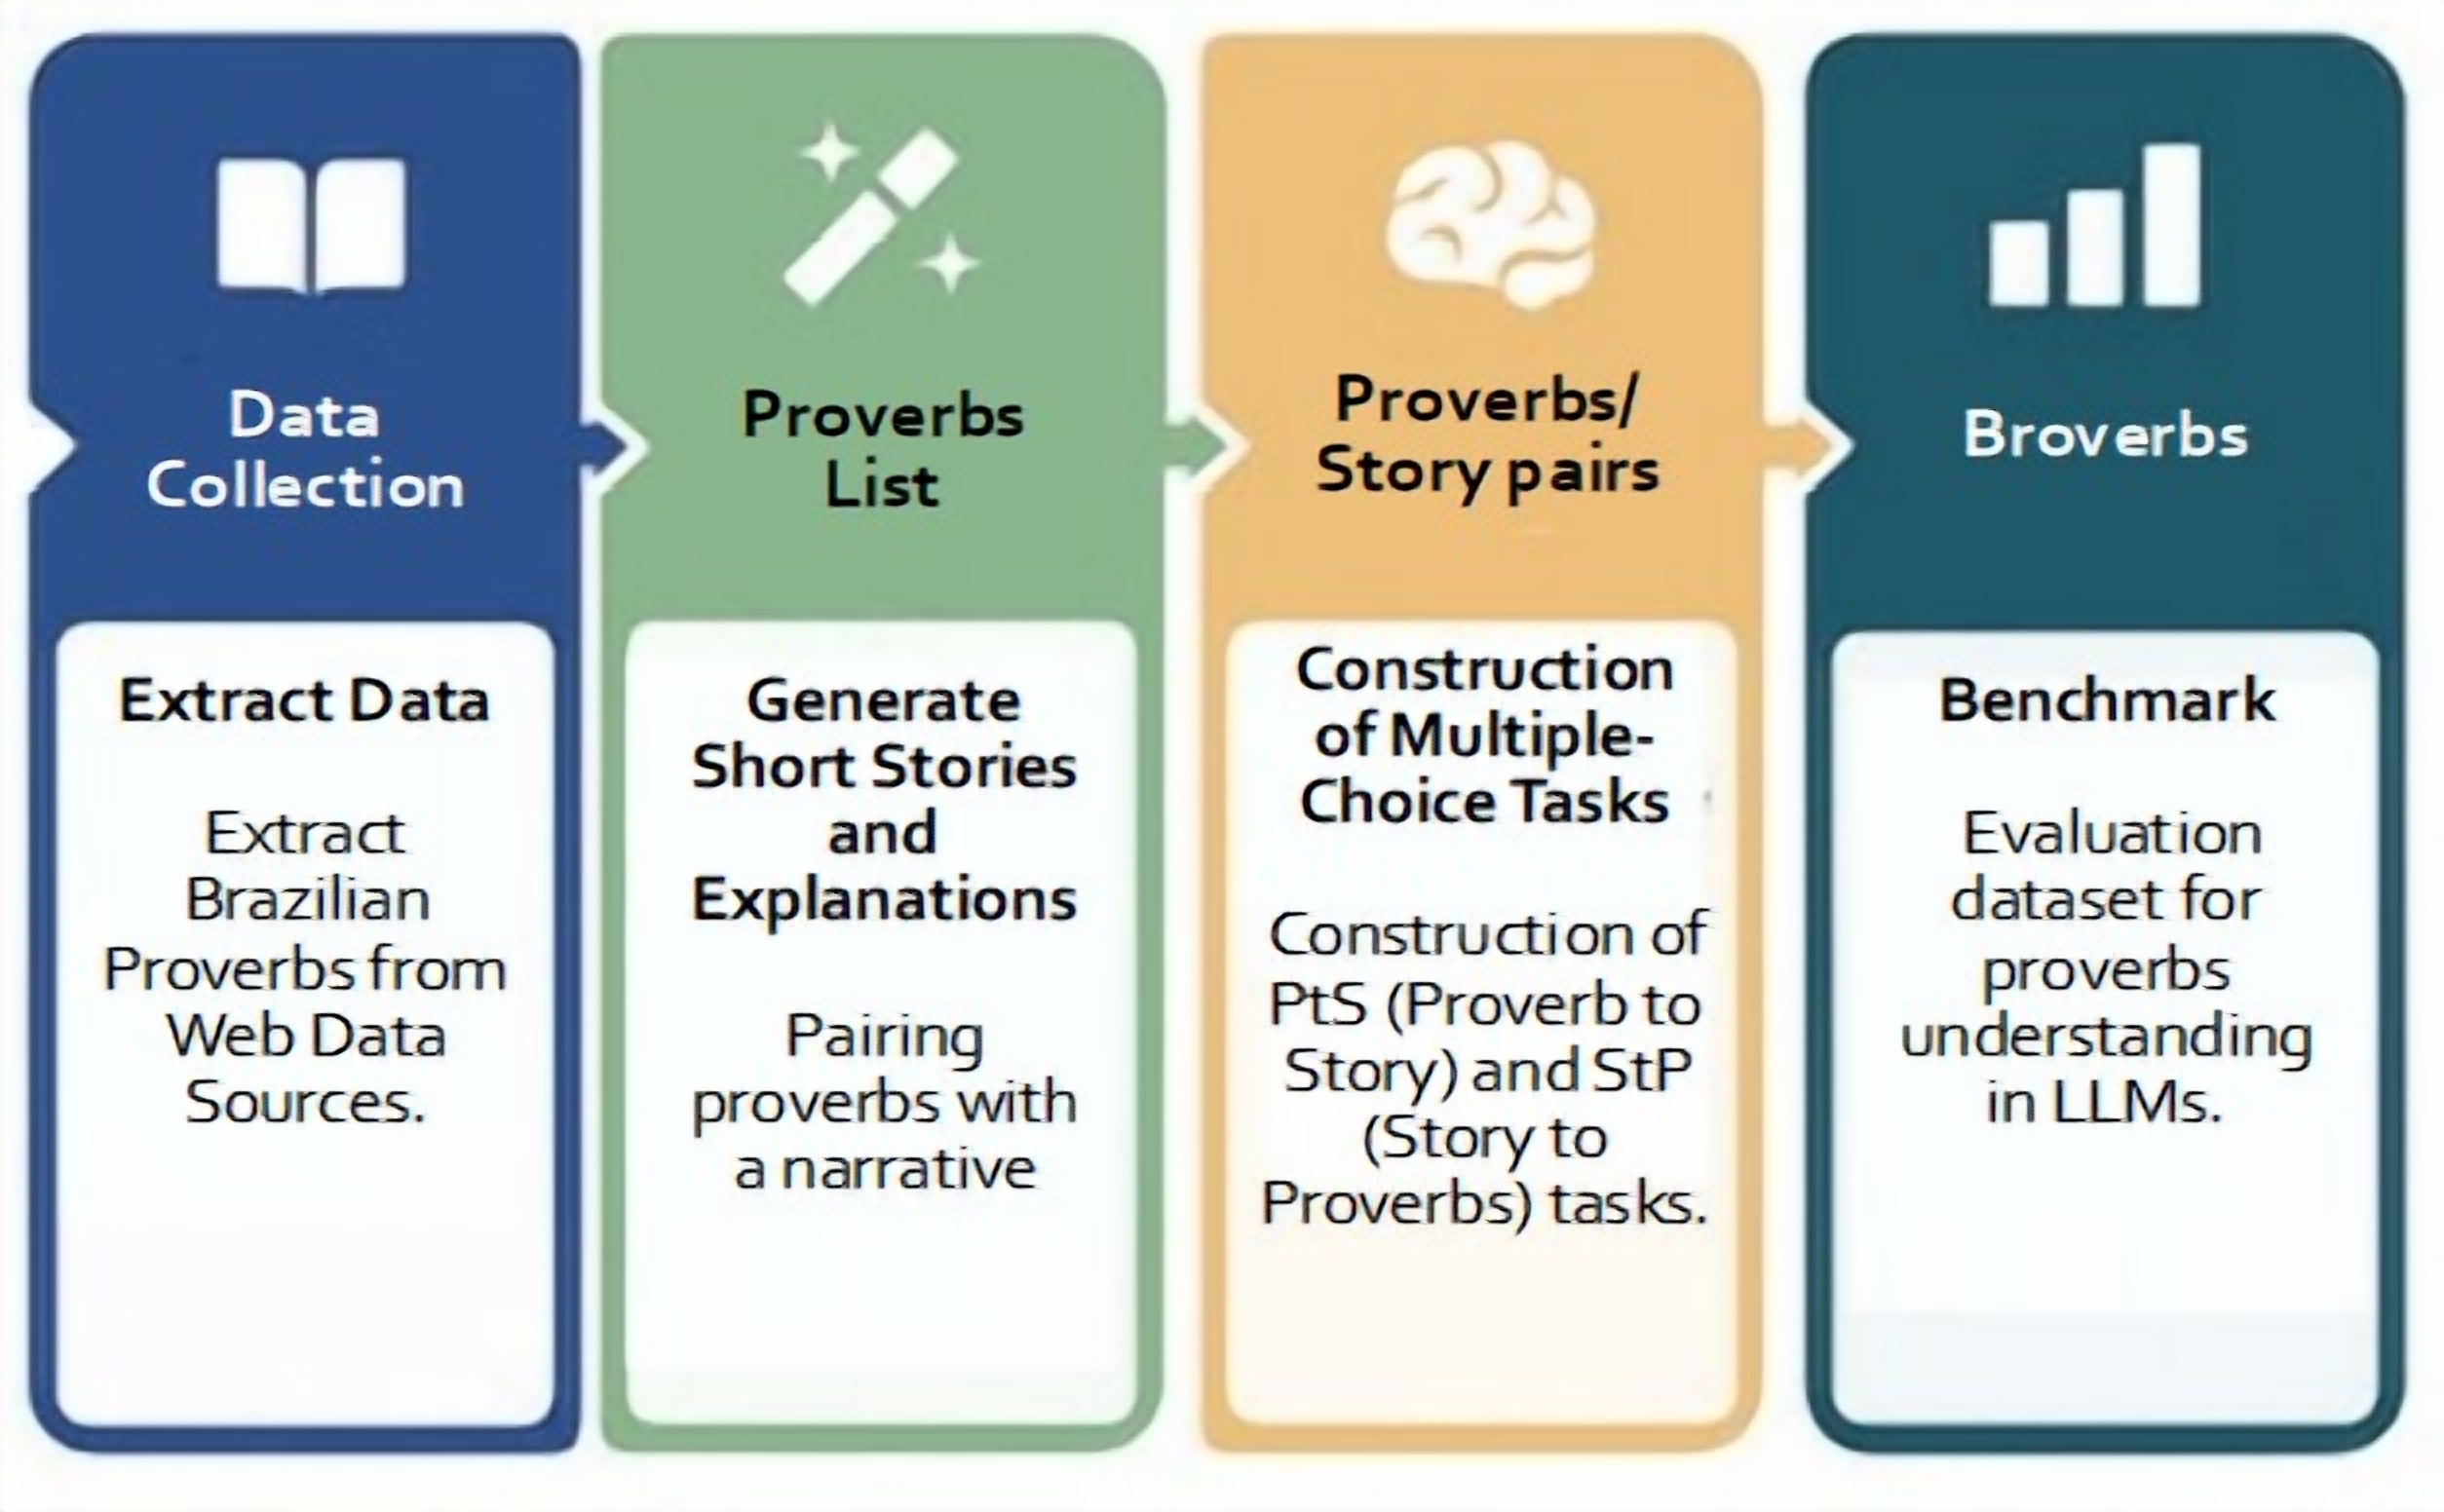 Data
Collection
Extract Data
Extract
Brazilian
Proverbs from
Web Data
Sources.
Proverbs
List
Generate
Short Stories
and
Explanations
Pairing
proverbs with
a narrative
Proverbs/
Story pairs
Construction
of Multiple-
Choice Tasks
Construction of
PtS (Proverb to
Story) and StP
(Story to
Proverbs) tasks.
Broverbs
Benchmark
Evaluation
dataset for
proverbs
understanding
in LLMs.